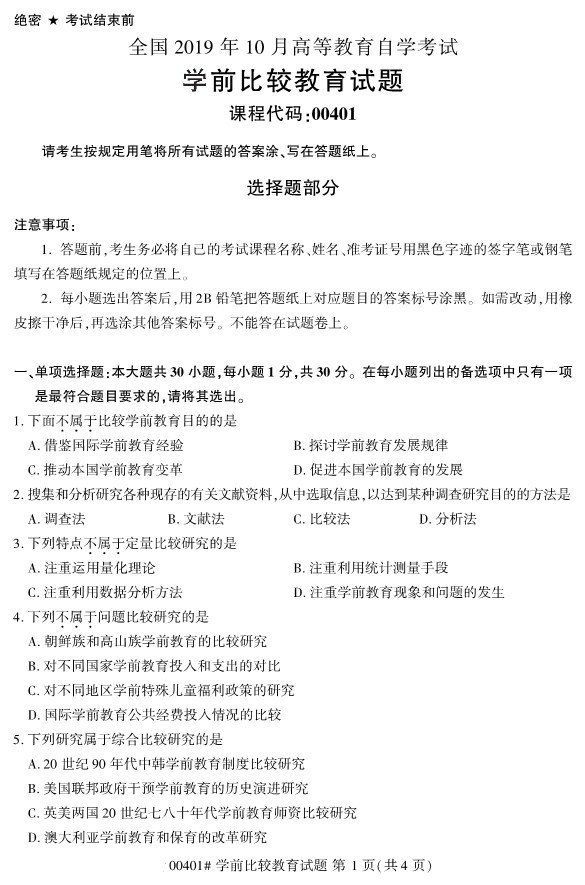 绝密 ★ 考试结束前
全国 2019 年 10 月高等教育自学考试
学前比较教育试题
课程代码:00401
请考生按规定用笔将所有试题的答案涂、写在答题纸上。
选择题部分
注意事项:
1. 答题前,考生务必将自己的考试课程名称、姓名、准考证号用黑色字迹的签字笔或钢笔
填写在答题纸规定的位置上。
2. 每小题选出答案后,用 2B 铅笔把答题纸上对应题目的答案标号涂黑。如需改动,用橡
皮擦干净后,再选涂其他答案标号。不能答在试题卷上。
一、单项选择题:本大题共 30 小题,每小题 1 分,共 30 分。在每小题列出的备选项中只有一项
是最符合题目要求的,请将其选出。
1. 下面不属于比较学前教育目的的是
A. 借鉴国际学前教育经验 B. 探讨学前教育发展规律
C. 推动本国学前教育变革 D. 促进本国学前教育的发展
2. 搜集和分析研究各种现存的有关文献资料,从中选取信息,以达到某种调查研究目的的方法是
A. 调查法 B. 文献法 C. 比较法 D. 分析法
3. 下列特点不属于定量比较研究的是
A. 注重运用量化理论 B. 注重利用统计测量手段
C. 注重利用数据分析方法 D. 注重学前教育现象和问题的发生
4. 下列不属于问题比较研究的是
A. 朝鲜族和高山族学前教育的比较研究
B. 对不同国家学前教育投入和支出的对比
C. 对不同地区学前特殊儿童福利政策的研究
D. 国际学前教育公共经费投入情况的比较
5. 下列研究属于综合比较研究的是
A. 20 世纪 90 年代中韩学前教育制度比较研究
B. 美国联邦政府干预学前教育的历史演进研究
C. 英美两国 20 世纪七八十年代学前教育师资比较研究
D. 澳大利亚学前教育和保育的改革研究
00401# 学前比较教育试题 第 1 页(共 4 页)